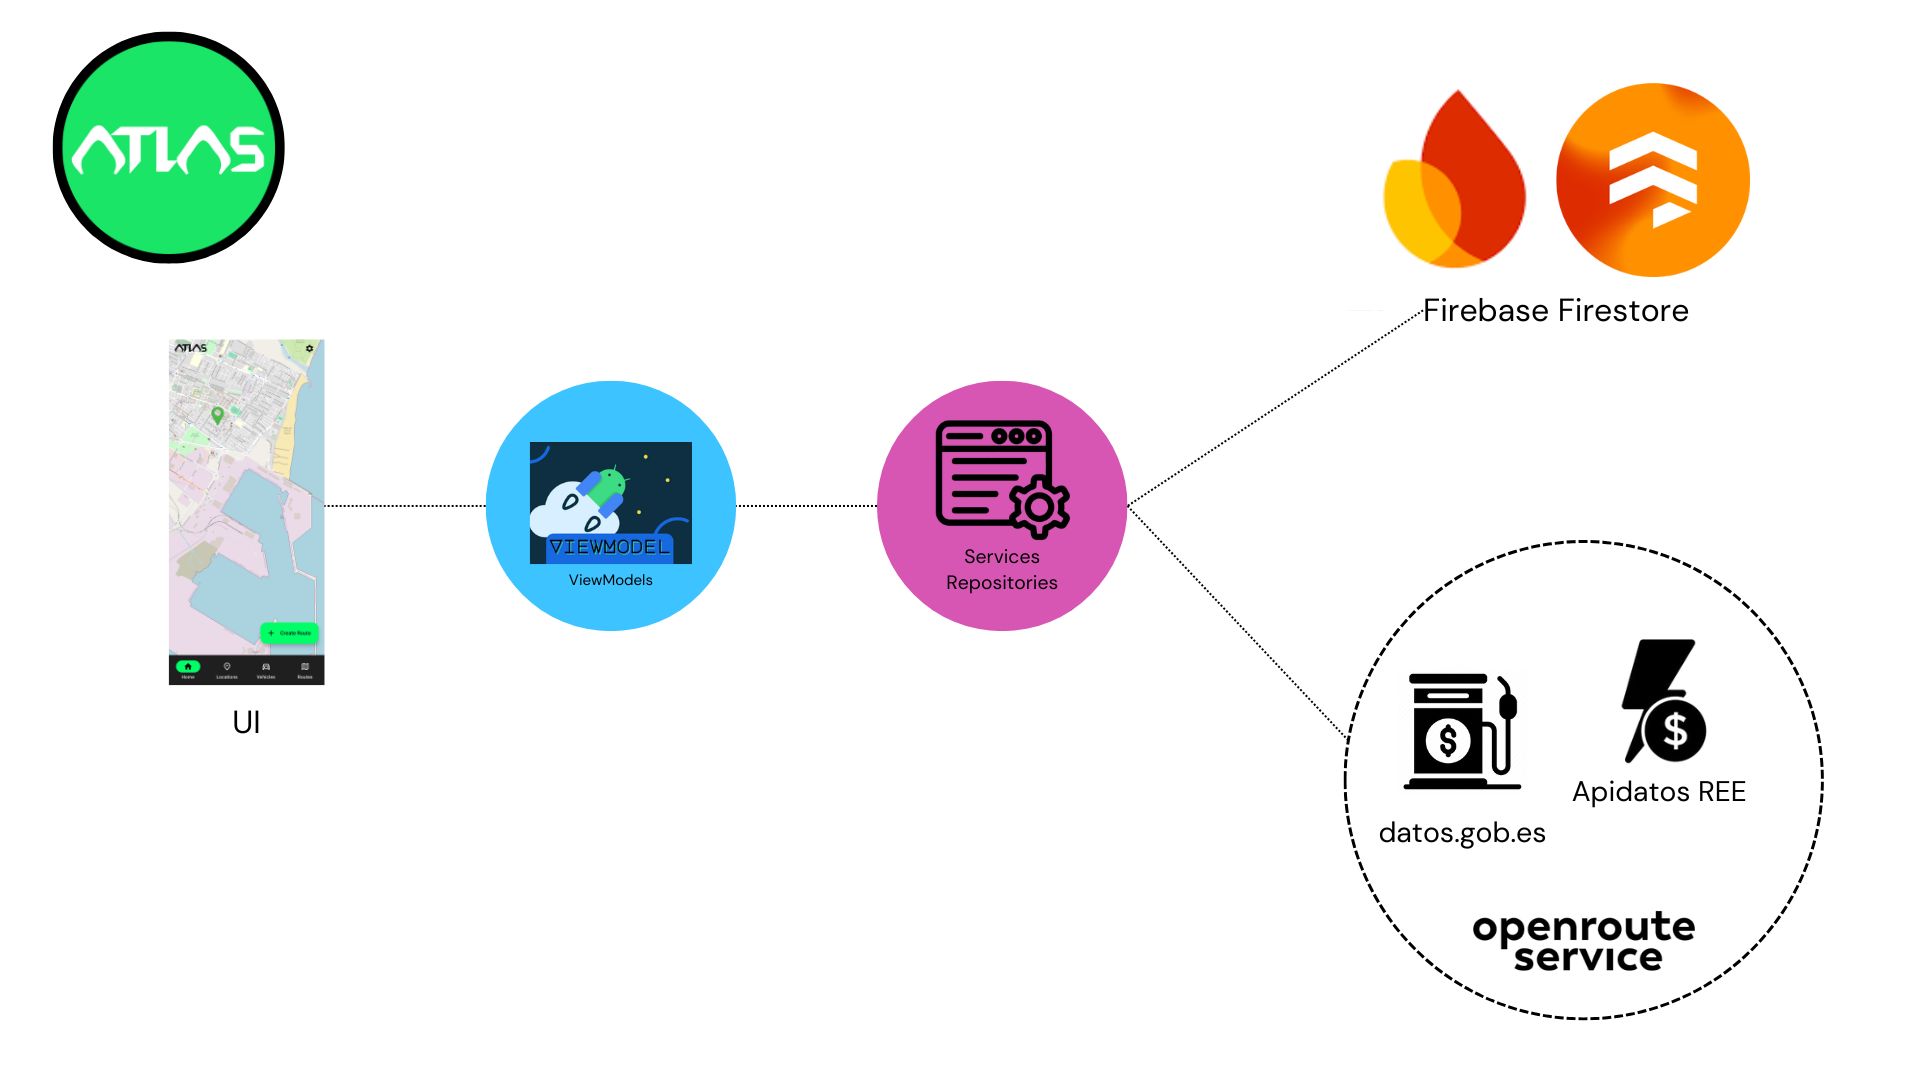 ATLAS
Firebase Firestore
ATLAS
VIEWMODEL
ViewModels
Services
Repositories
+ Create Route
Home Locations Vehicles Routes
UI
$
$
Apidatos REE
datos.gob.es
openroute
service